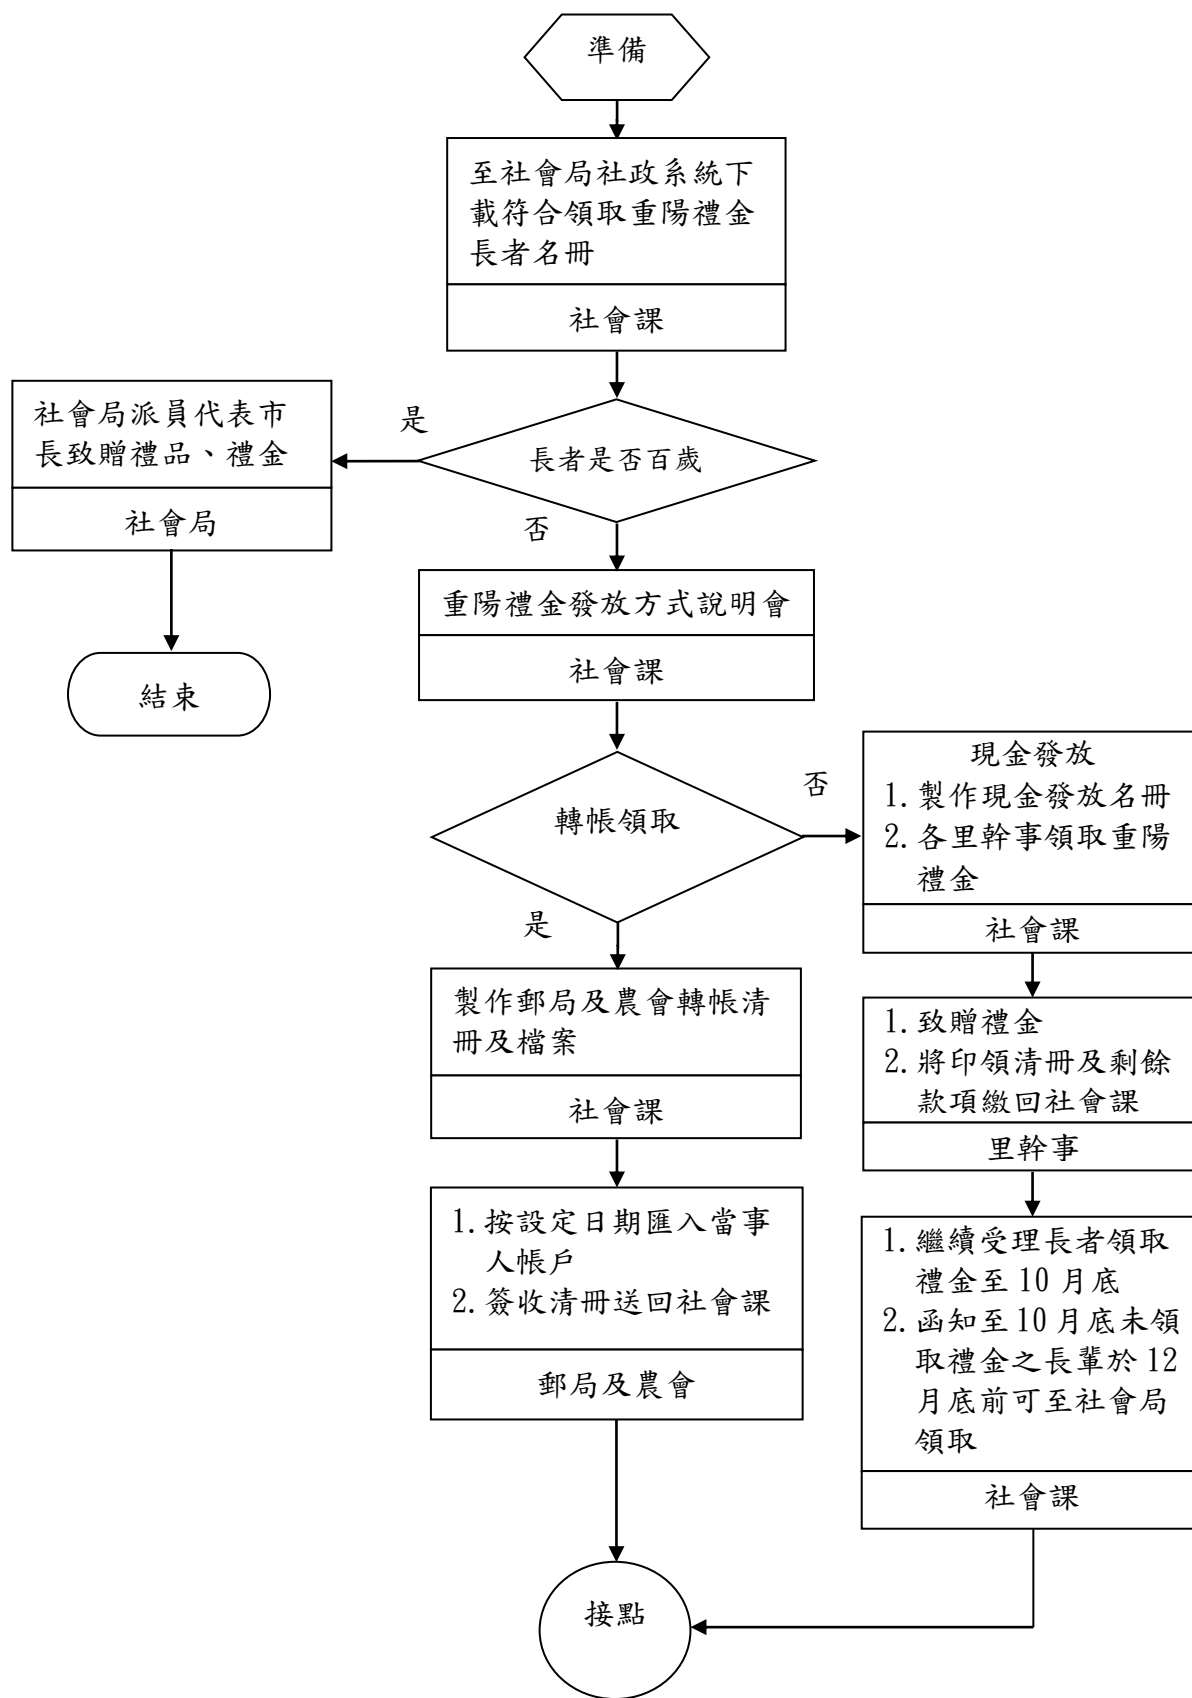 準備
至社會局社政系統下
載符合領取重陽禮金
長者名冊
社會課
是
長者是否百歲
社會局派員代表市
長致贈禮品、禮金
社會局
結束
否
重陽禮金發放方式說明會
社會課
轉帳領取
否
現金發放
1.製作現金發放名冊
2.各里幹事領取重陽
禮金
社會課
是
製作郵局及農會轉帳清
冊及檔案
社會課
1.致贈禮金
2.將印領清冊及剩餘
款項繳回社會課
里幹事
1.按設定日期匯入當事
人帳戶
2.簽收清冊送回社會課
郵局及農會
1.繼續受理長者領取
禮金至10月底
2.函知至10月底未領
取禮金之長輩於12
月底前可至社會局
領取
社會課
接點